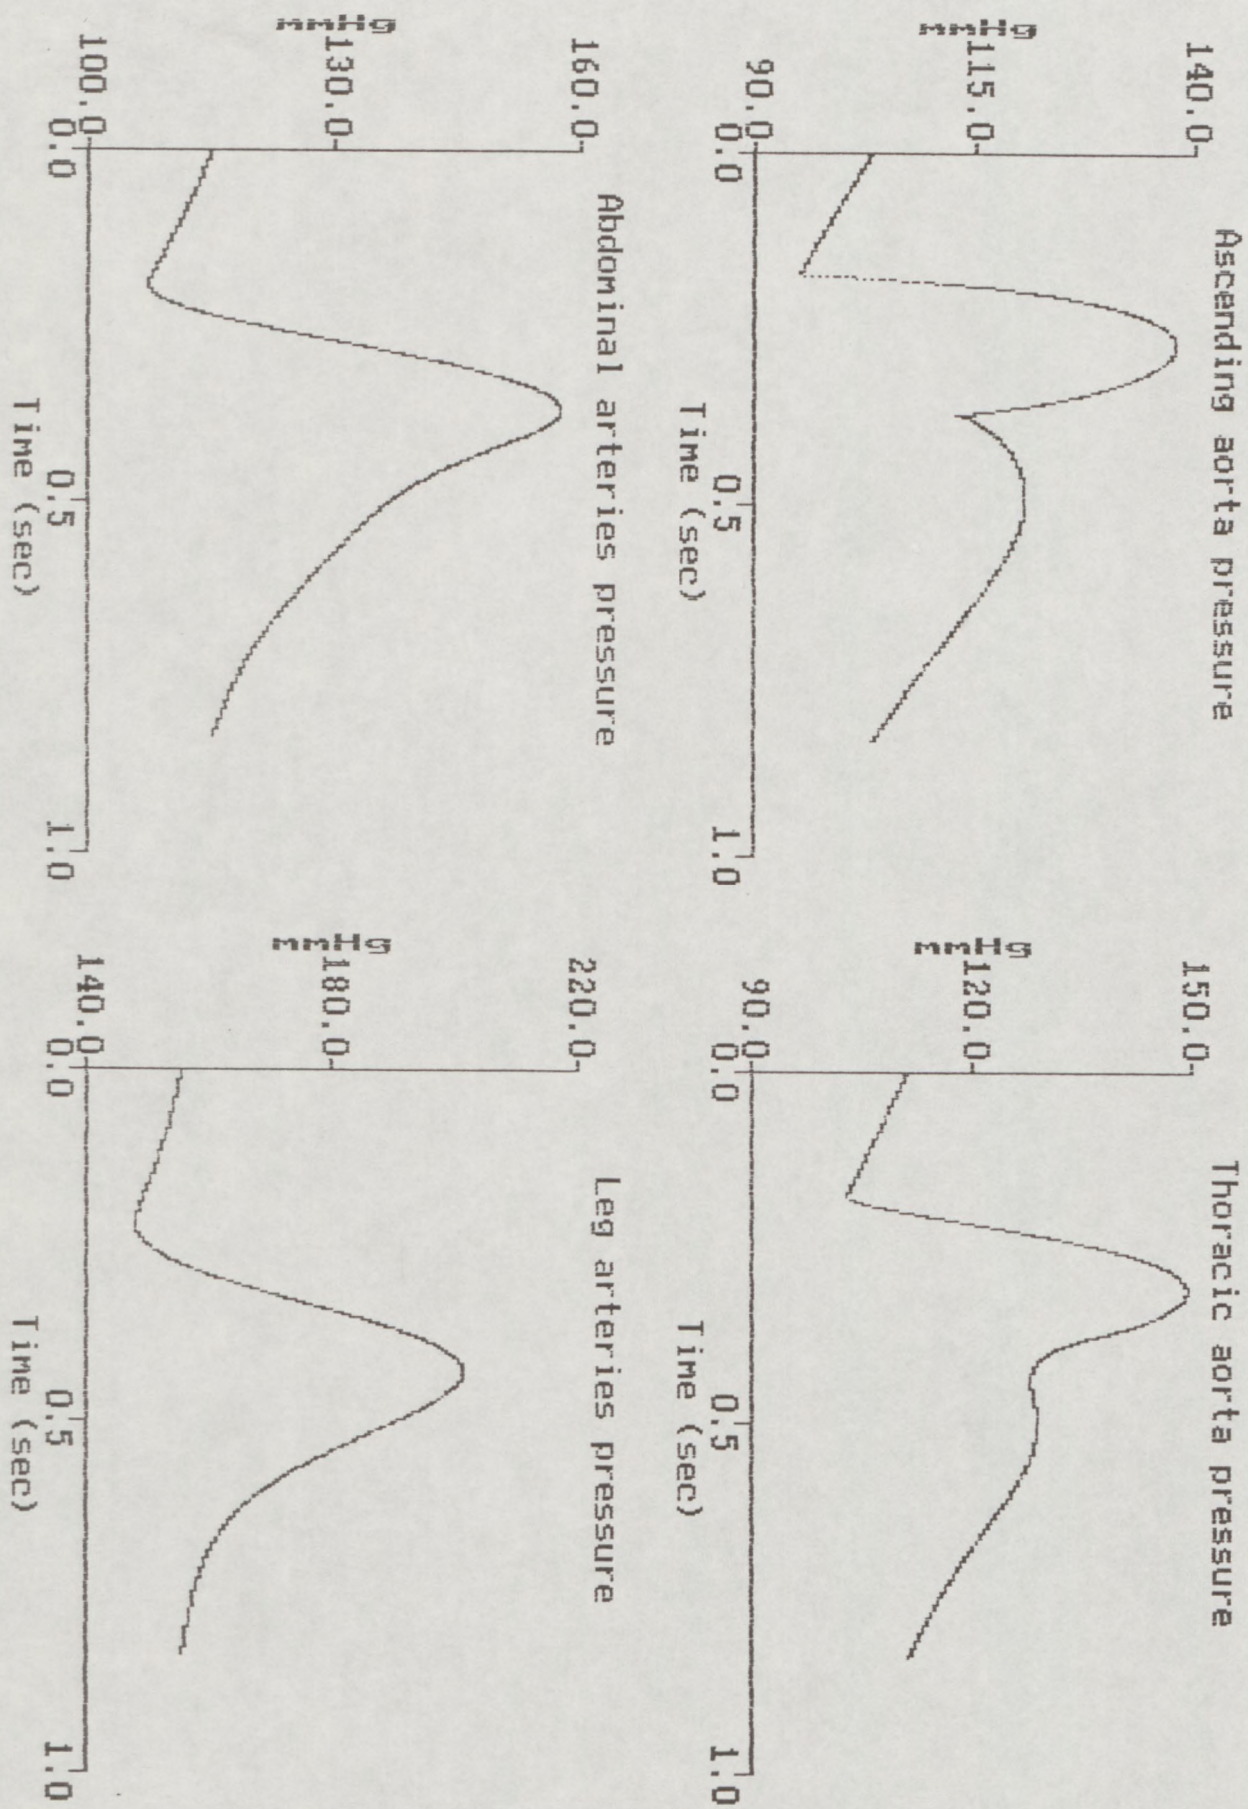 Ascending aorta pressure
140.0
mmHg
115.0
90.0
0.0
0.5
1.0
Time (sec)
Thoracic aorta pressure
150.0
mmHg
120.0
90.0
0.0
0.5
1.0
Time (sec)
Abdominal arteries pressure
160.0
mmHg
130.0
100.0
0.0
0.5
1.0
Time (sec)
Leg arteries pressure
220.0
mmHg
180.0
140.0
0.0
0.5
1.0
Time (sec)